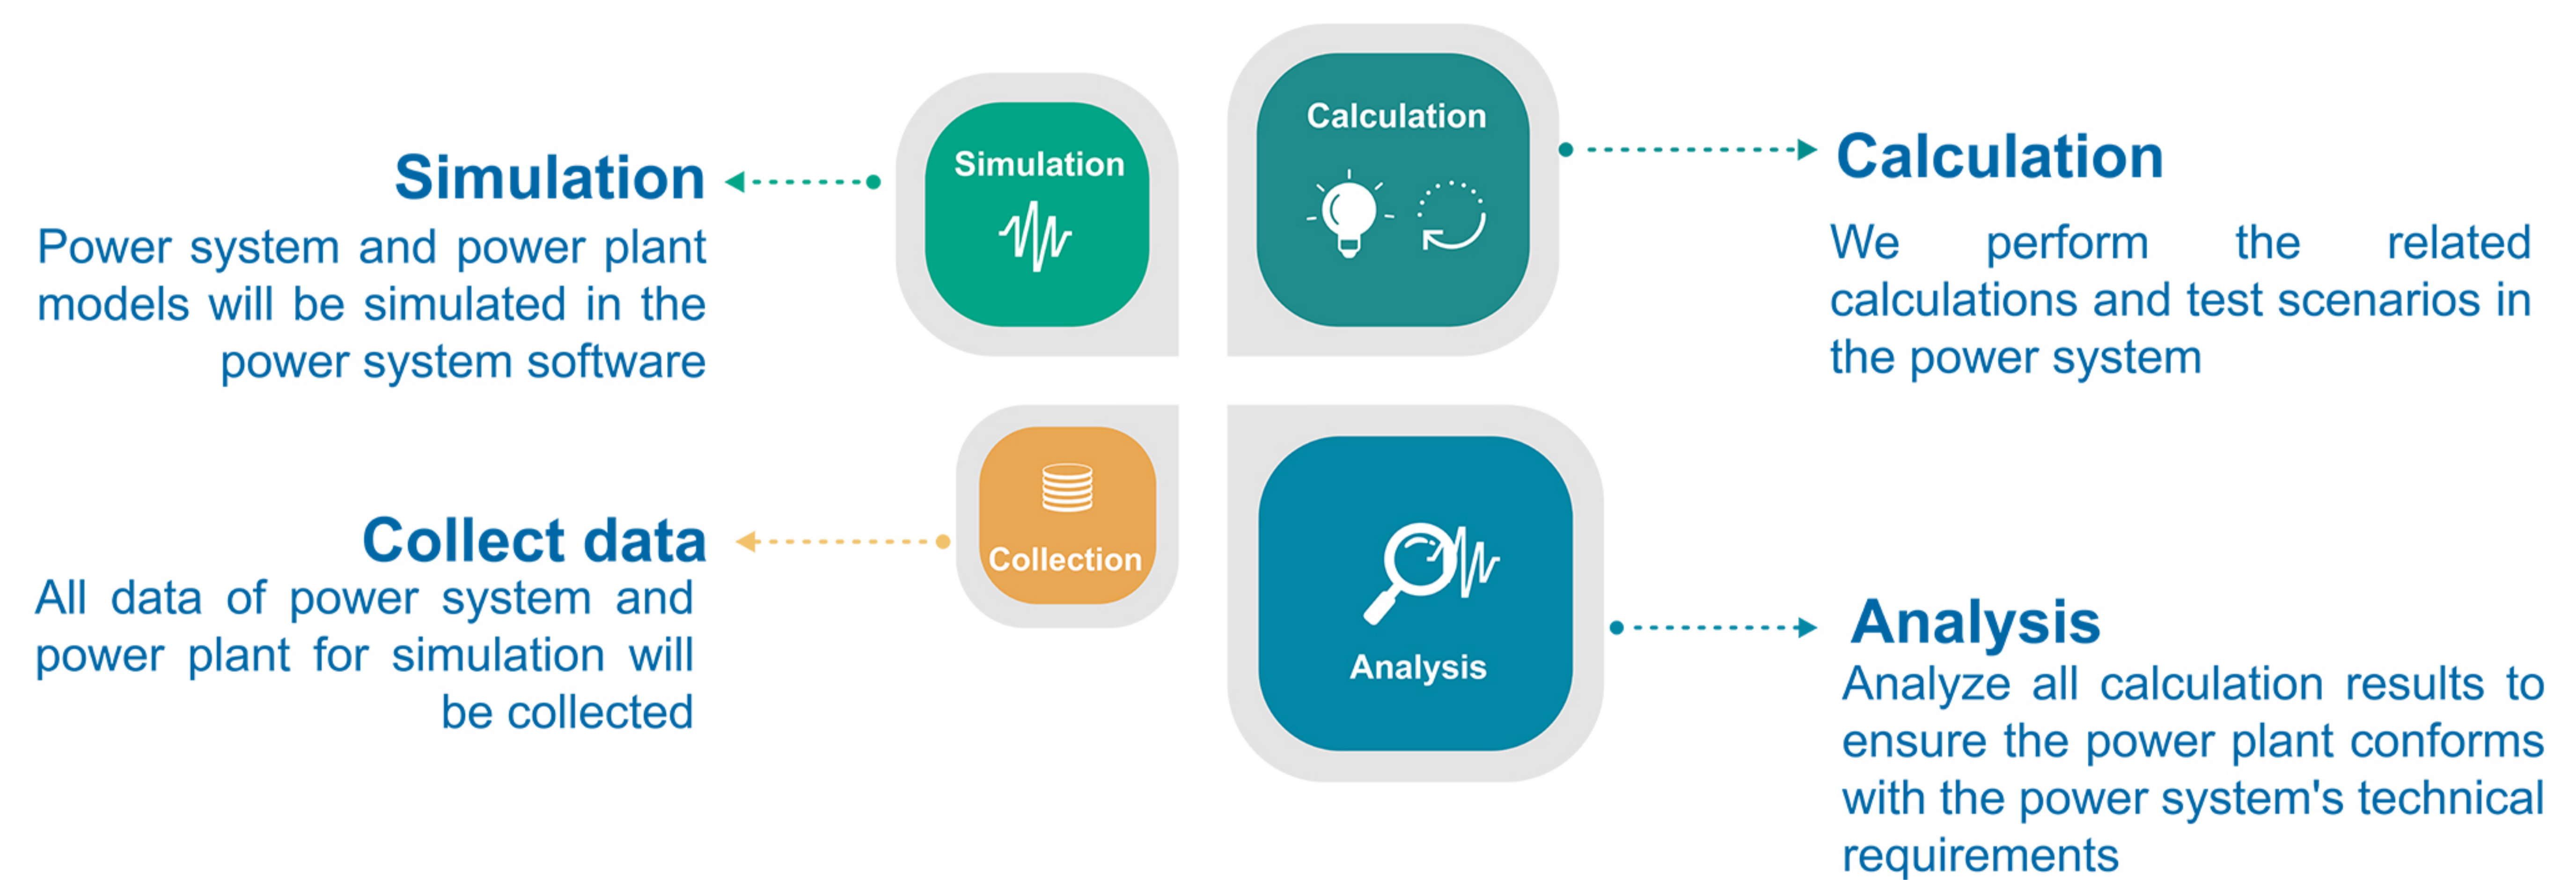 Simulation
Power system and power plant
models will be simulated in the
power system software
Simulation
Calculation
Calculation
We perform the related
calculations and test scenarios in
the power system
Collect data
All data of power system and
power plant for simulation will
be collected
Collection
Analysis
Analysis
Analyze all calculation results to
ensure the power plant conforms
with the power system's technical
requirements